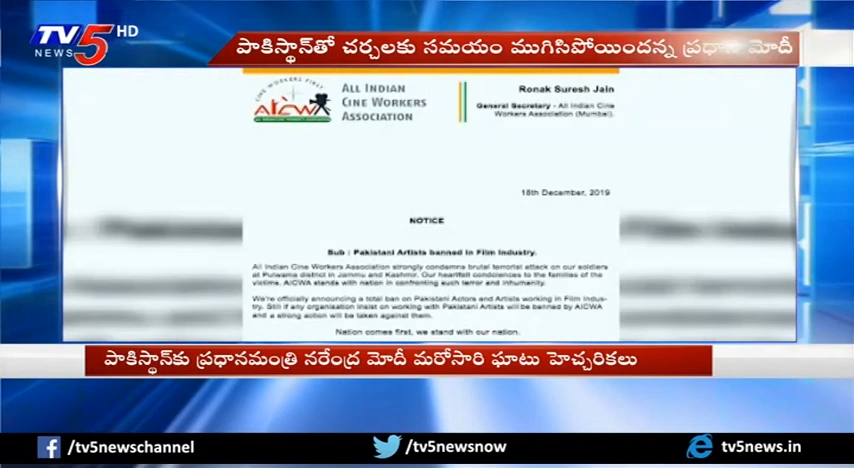 TV5 HD
NEWS
పాకిస్థాన్‌తో చర్చలకు సమయం ముగిసిపోయిందన్న ప్రధాని మోదీ
CINE WORKERS FIRST
AICWA
ALL INDIAN
CINE WORKERS
ASSOCIATION
Ronak Suresh Jain
General Secretary - All Indian Cine
Workers Association (Mumbai).
18th December, 2019
NOTICE
Sub : Pakistani Artists banned in Film Industry.
All Indian Cine Workers Association strongly condemns brutal terrorist attack on our soldiers
at Pulwama district in Jammu and Kashmir. Our heartfelt condolences to the families of the
victims. AICWA stands with nation in confronting such terror and inhumanity.
We're officially announcing a total ban on Pakistani Actors and Artists working in Film Indus-
try. Still if any organisation insist on working with Pakistani Artists will be banned by AICWA
and a strong action will be taken against them.
Nation comes first, we stand with our nation.
పాకిస్థాన్‌కు ప్రధానమంత్రి నరేంద్ర మోదీ మరోసారి ఘాటు హెచ్చరికలు
/tv5newschannel
/tv5newsnow
tv5news.in